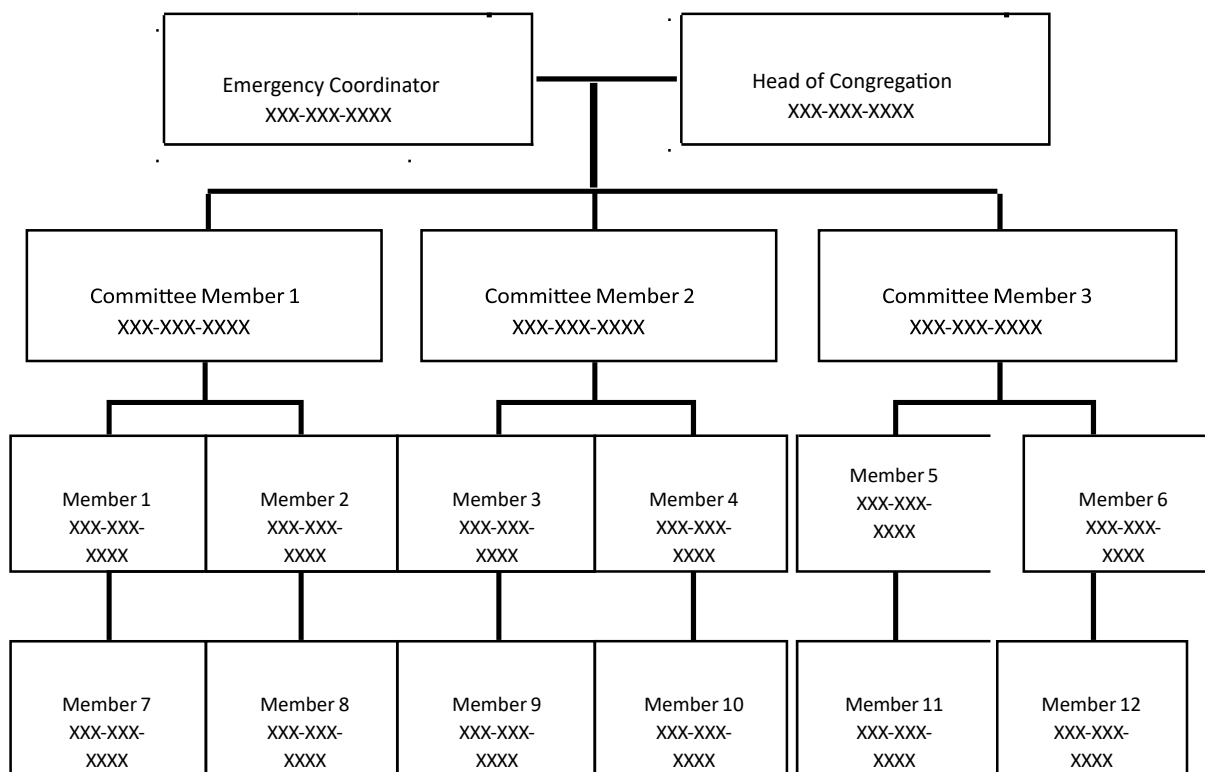 Emergency Coordinator
XXX-XXX-XXXX
Head of Congregation
XXX-XXX-XXXX
Committee Member 1
XXX-XXX-XXXX
Committee Member 2
XXX-XXX-XXXX
Committee Member 3
XXX-XXX-XXXX
Member 1
XXX-XXX-
XXXX
Member 2
XXX-XXX-
XXXX
Member 3
XXX-XXX-
XXXX
Member 4
XXX-XXX-
XXXX
Member 5
XXX-XXX-
XXXX
Member 6
XXX-XXX-
XXXX
Member 7
XXX-XXX-
XXXX
Member 8
XXX-XXX-
XXXX
Member 9
XXX-XXX-
XXXX
Member 10
XXX-XXX-
XXXX
Member 11
XXX-XXX-
XXXX
Member 12
XXX-XXX-
XXXX